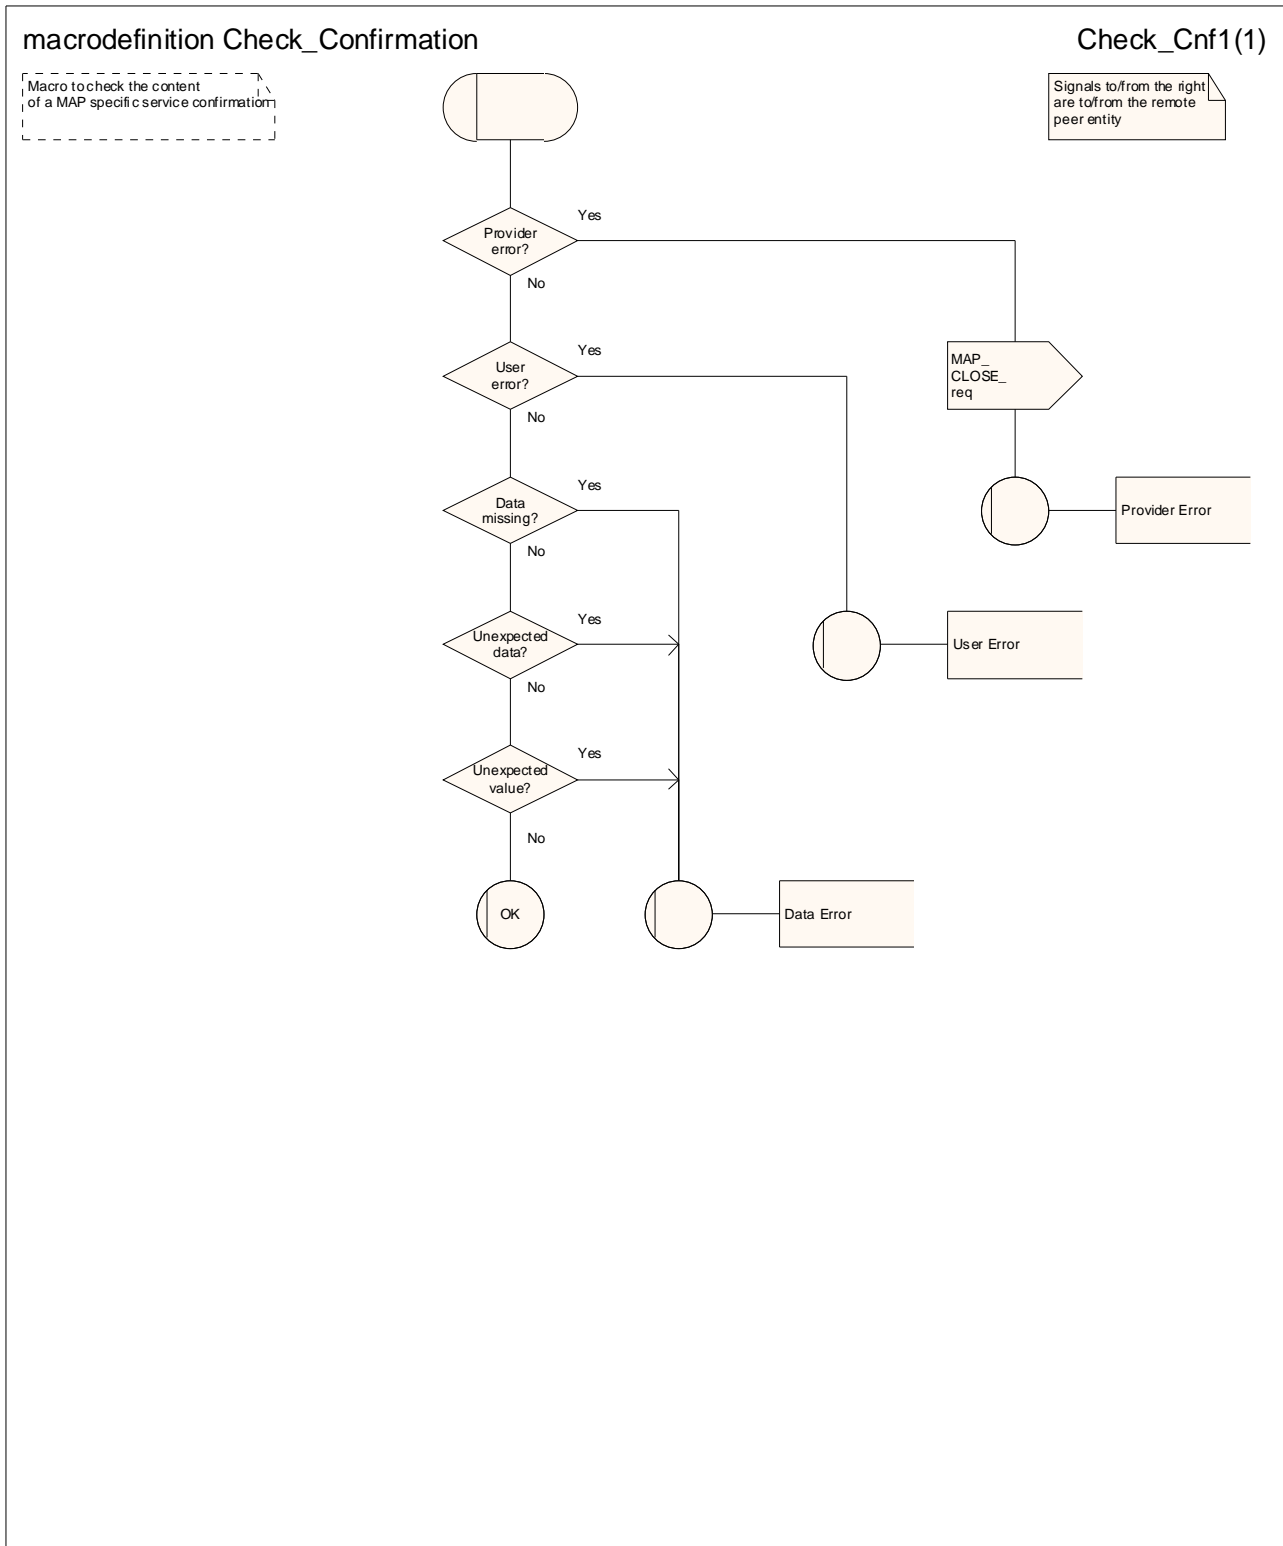 macrodefinition Check_Confirmation
Check_Cnf1(1)
Macro to check the content
of a MAP specific service confirmation
Signals to/from the right
are to/from the remote
peer entity
Provider
error?
Yes
No
User
error?
Yes
No
MAP_
CLOSE_
req
Data
missing?
Yes
No
Provider Error
Unexpected
data?
Yes
No
User Error
Unexpected
value?
Yes
No
OK
Data Error